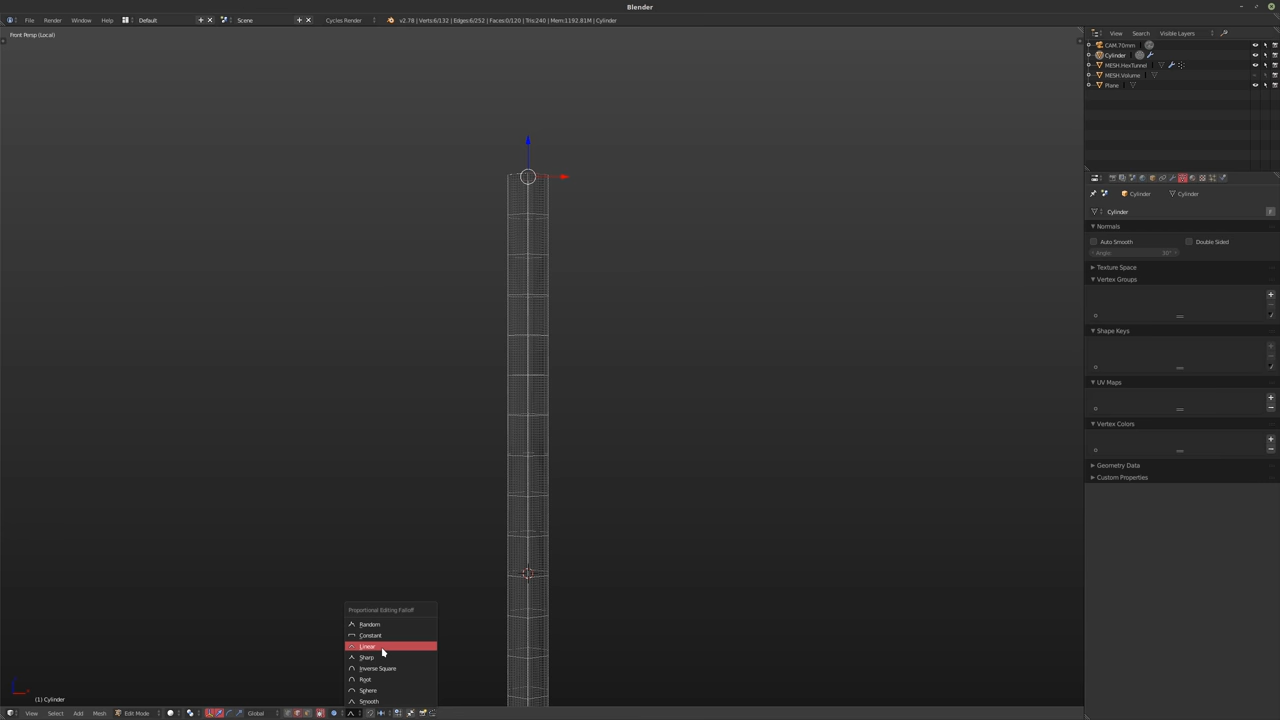 Blender
File Render Window Help Default Scene Cycles Render v2.78 | Verts:6/132 | Edges:6/252 | Faces:0/120 | Tris:240 | Mem:1192.81M | Cylinder
Front Persp (Local)
View Search Visible Layers
CAM.70mm
Cylinder
MESH.HexTunnel
MESH.Volume
Plane
Cylinder Cylinder
Cylinder F
Normals
Auto Smooth Double Sided
Angle: 30°
Texture Space
Vertex Groups
Shape Keys
UV Maps
Vertex Colors
Geometry Data
Custom Properties
Proportional Editing Falloff
Random
Constant
Linear
Sharp
Inverse Square
Root
Sphere
Smooth
(1) Cylinder
View Select Add Mesh Edit Mode Global